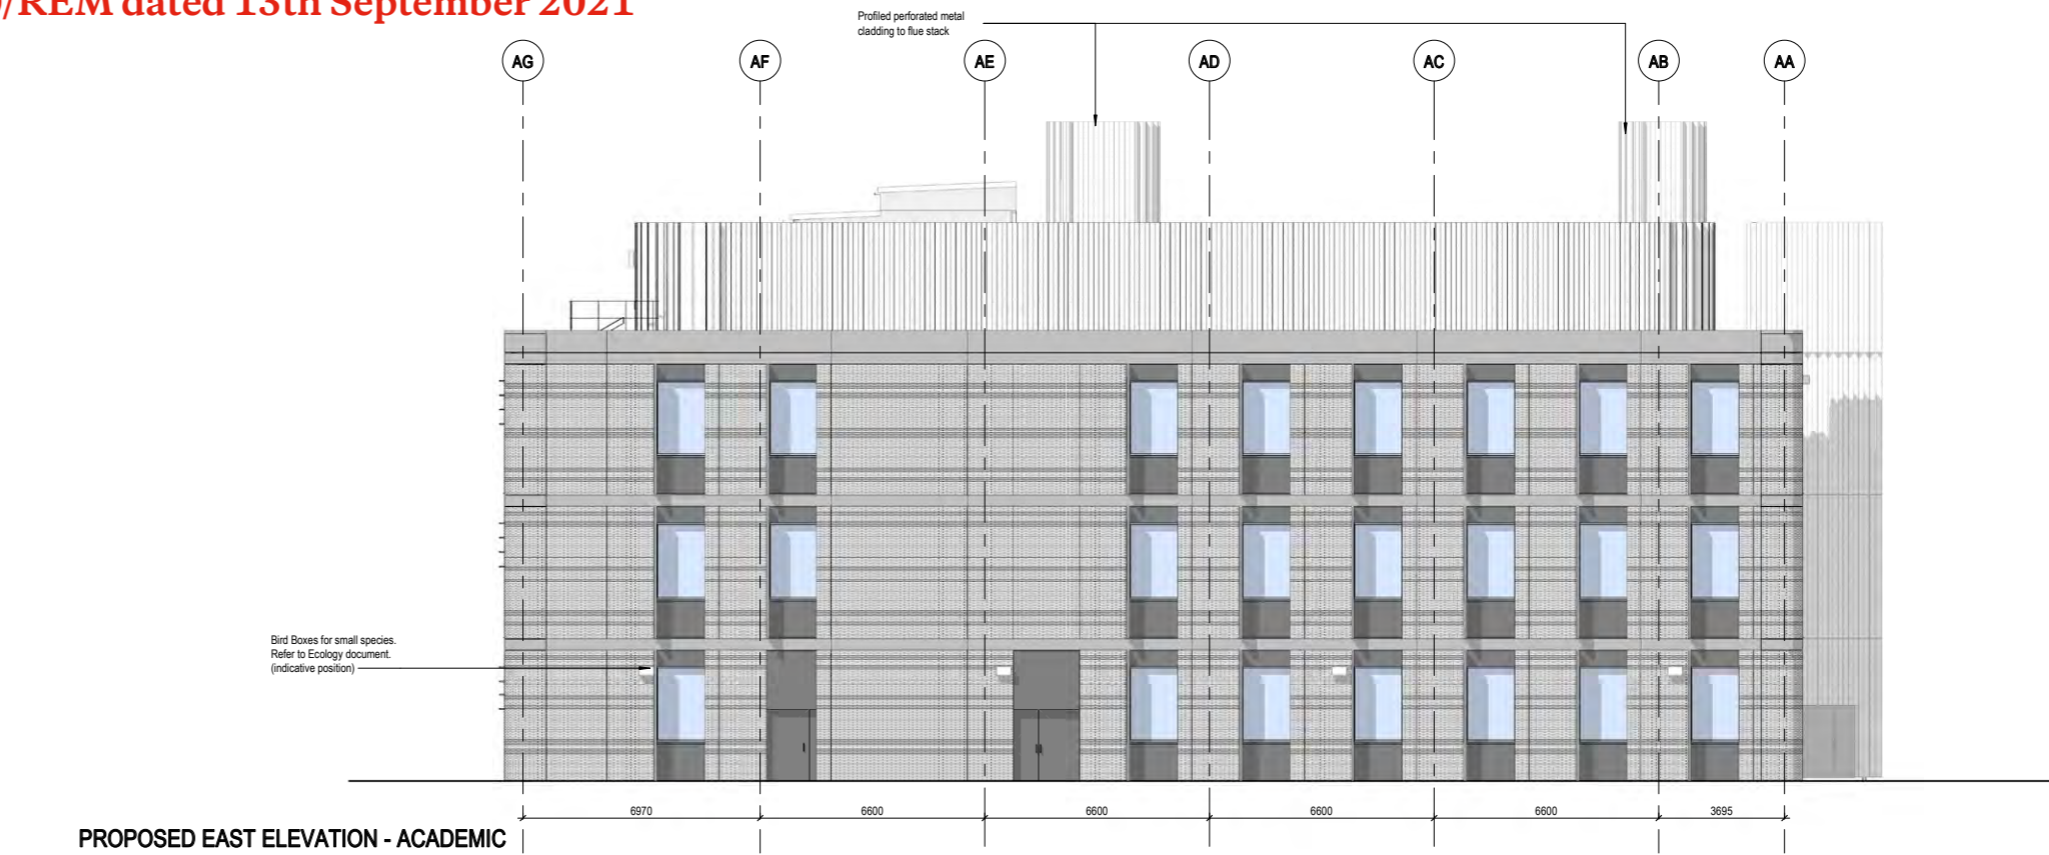 /REM dated 13th September 2021
Profiled perforated metal
cladding to flue stack
AG
AF
AE
AD
AC
AB
AA
Bird Boxes for small species.
Refer to Ecology document.
(indicative position)
6970
6600
6600
6600
6600
3695
PROPOSED EAST ELEVATION - ACADEMIC